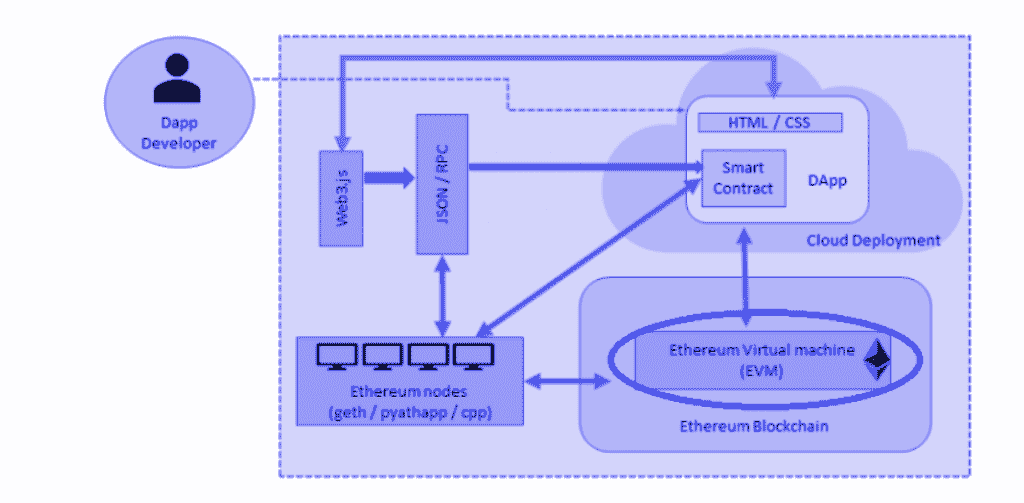 Dapp
Developer
HTML / CSS
Smart
Contract
DApp
Web3.js
JSON / RPC
Cloud Deployment
Ethereum nodes
(geth / pyathapp / cpp)
Ethereum Virtual machine
(EVM)
Ethereum Blockchain